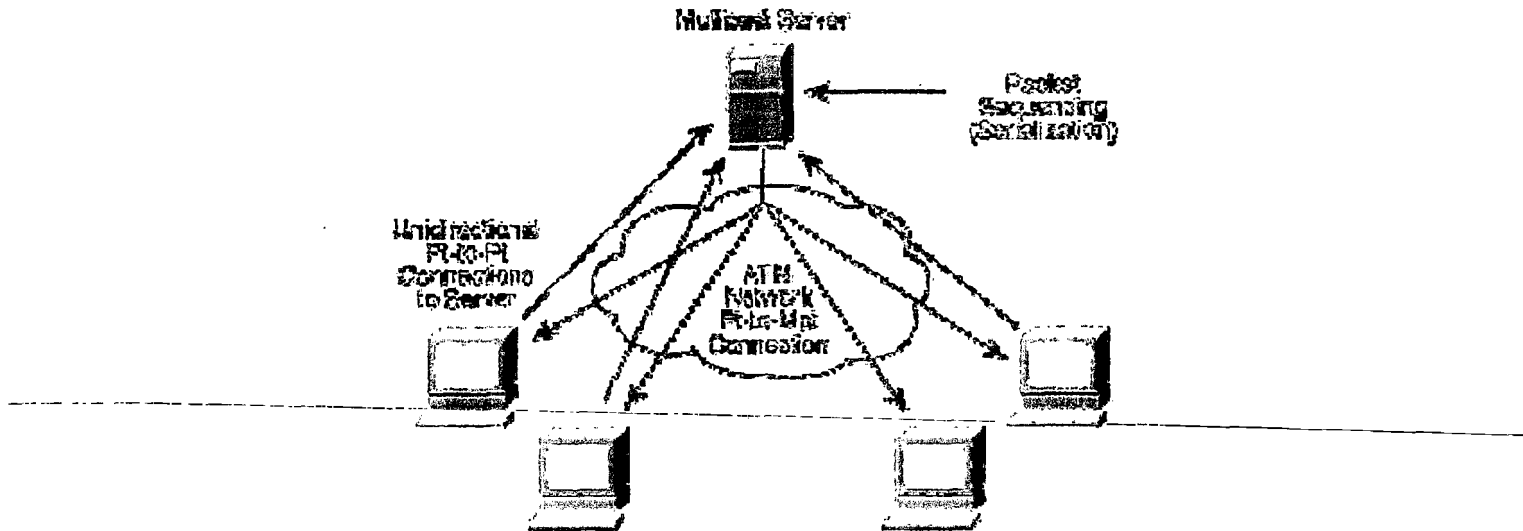 Multicast Server
Packet
Sequencing
(Serialization)
Unidirectional
Pt-to-Pt
Connections
to Server
ATM
Network
Pt-to-Mpt
Connection